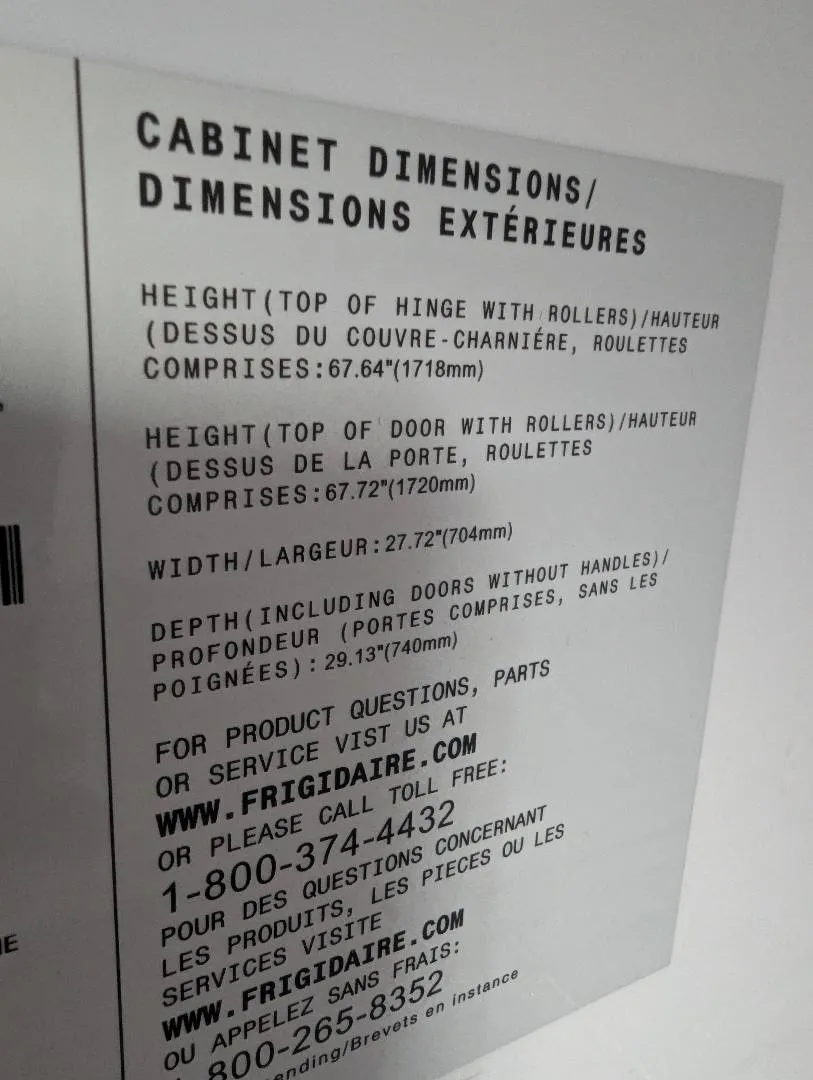 CABINET DIMENSIONS/
DIMENSIONS EXTÉRIEURES
HEIGHT(TOP OF HINGE WITH ROLLERS)/HAUTEUR
(DESSUS DU COUVRE-CHARNIÉRE, ROULETTES
COMPRISES:67.64"(1718mm)
HEIGHT(TOP OF DOOR WITH ROLLERS)/HAUTEUR
(DESSUS DE LA PORTE, ROULETTES
COMPRISES:67.72"(1720mm)
WIDTH/LARGEUR:27.72"(704mm)
DEPTH(INCLUDING DOORS WITHOUT HANDLES)/
PROFONDEUR (PORTES COMPRISES, SANS LES
POIGNÉES):29.13"(740mm)
FOR PRODUCT QUESTIONS, PARTS
OR SERVICE VIST US AT
WWW.FRIGIDAIRE.COM
OR PLEASE CALL TOLL FREE:
1-800-374-4432
POUR DES QUESTIONS CONCERNANT
LES PRODUITS, LES PIECES OU LES
SERVICES VISITE
WWW.FRIGIDAIRE.COM
OU APPELEZ SANS FRAIS:
800-265-8352
ending/Brevets en instance